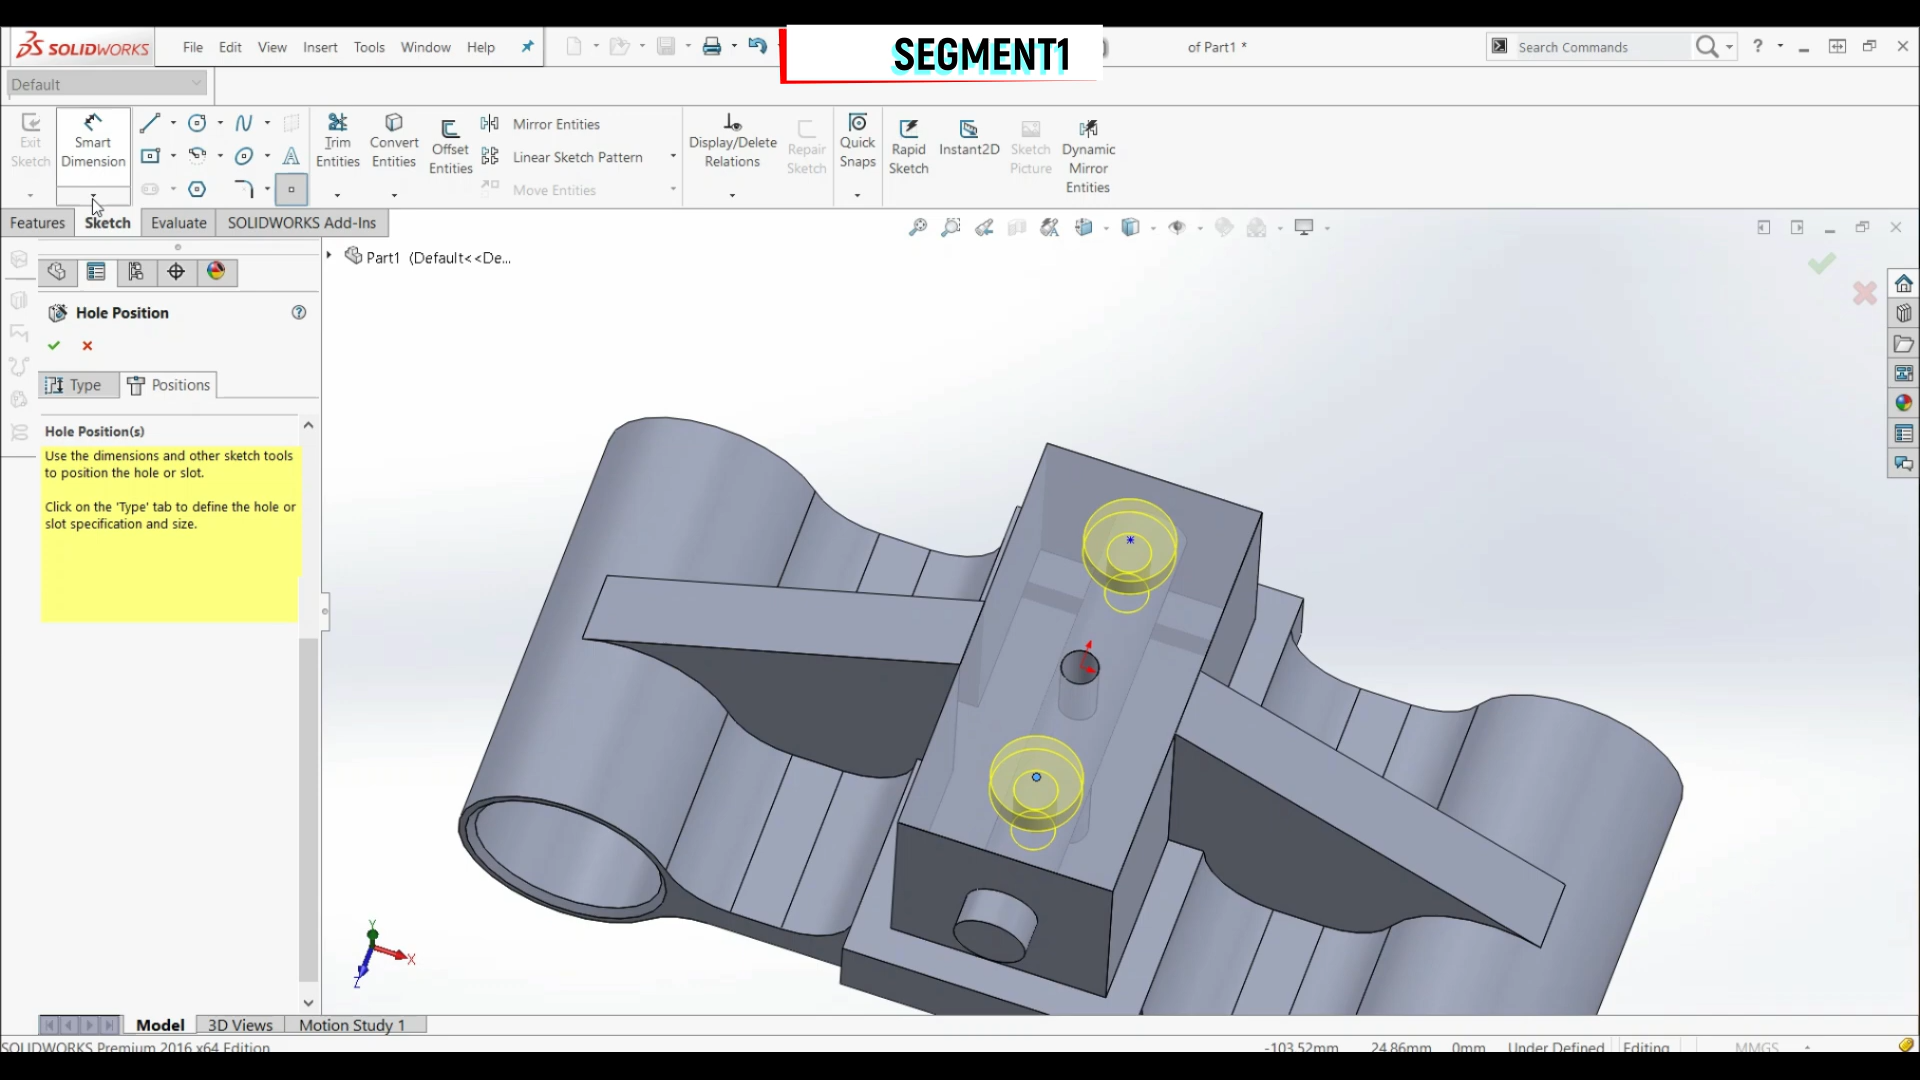 SOLIDWORKS
File Edit View Insert Tools Window Help
SEGMENT1
of Part1 *
Search Commands
Default
Exit Sketch
Smart Dimension
Trim Entities
Convert Entities
Offset Entities
Mirror Entities
Linear Sketch Pattern
Move Entities
Display/Delete Relations
Repair Sketch
Quick Snaps
Rapid Sketch
Instant2D
Sketch Picture
Dynamic Mirror Entities
Features Sketch Evaluate SOLIDWORKS Add-Ins
Part1 (Default<<De...
Hole Position
Type Positions
Hole Position(s)
Use the dimensions and other sketch tools
to position the hole or slot.
Click on the 'Type' tab to define the hole or
slot specification and size.
Y
X
Z
Model 3D Views Motion Study 1
SOLIDWORKS Premium 2016 x64 Edition
-103.52mm 24.86mm 0mm Under Defined Editing MMGS